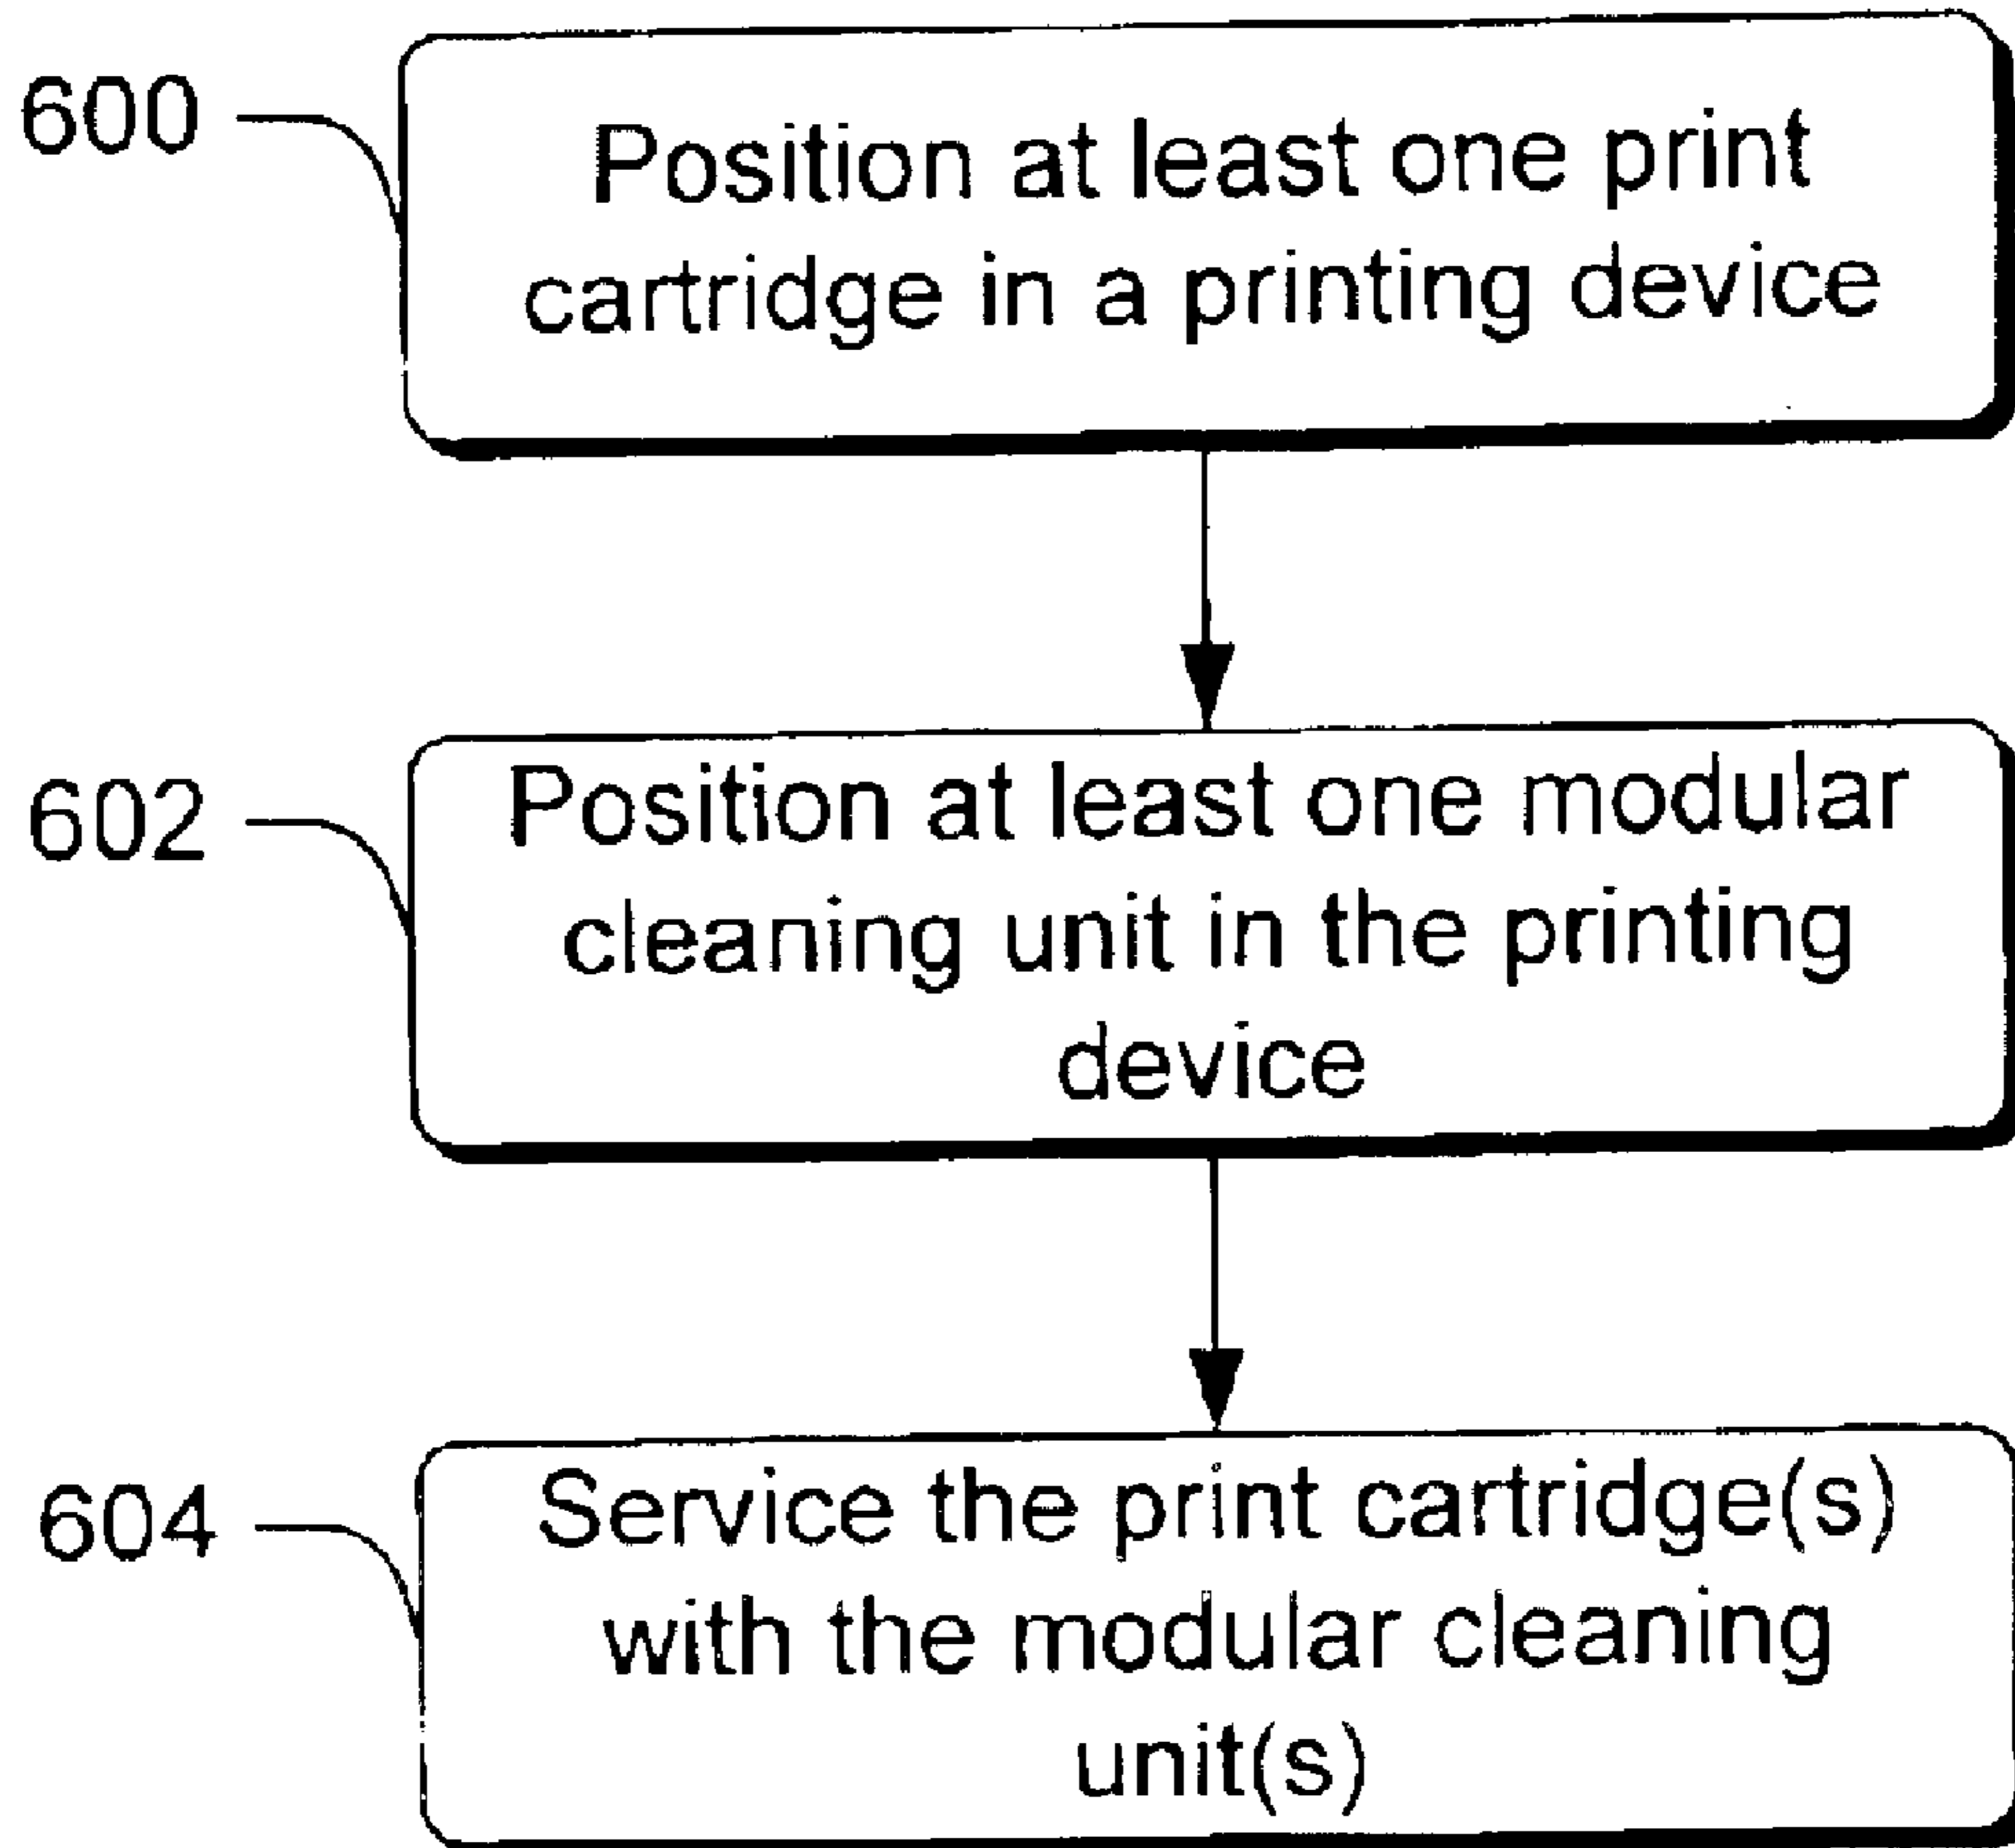 600
Position at least one print
cartridge in a printing device
602
Position at least one modular
cleaning unit in the printing
device
604
Service the print cartridge(s)
with the modular cleaning
unit(s)